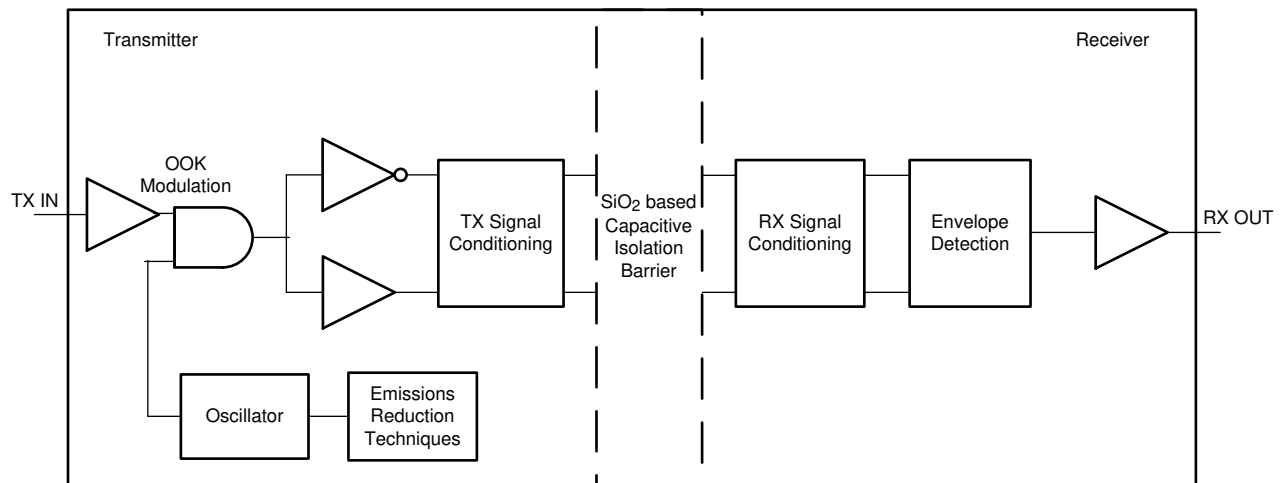 Transmitter
Receiver
OOK
Modulation
TX IN
TX Signal
Conditioning
SiO2 based
Capacitive
Isolation
Barrier
RX Signal
Conditioning
Envelope
Detection
RX OUT
Oscillator
Emissions
Reduction
Techniques